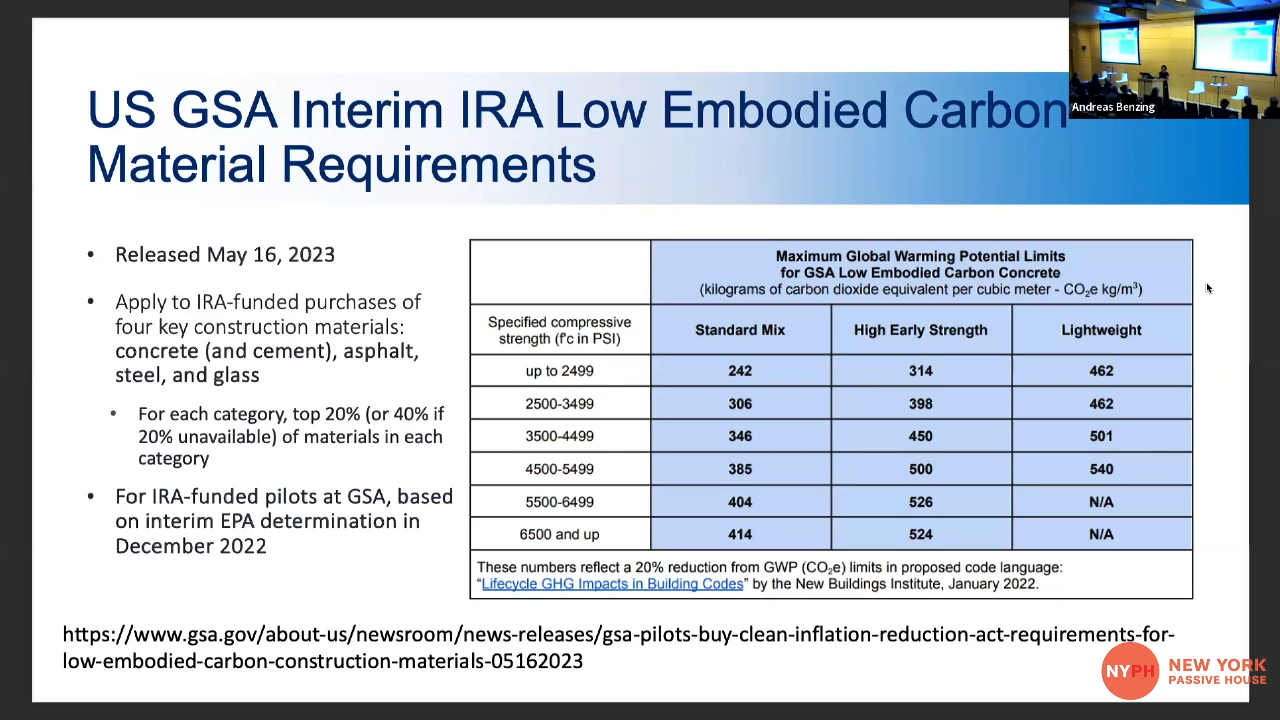 US GSA Interim IRA Low Embodied Carbon
Material Requirements
Andreas Benzing
• Released May 16, 2023
• Apply to IRA-funded purchases of
four key construction materials:
concrete (and cement), asphalt,
steel, and glass
• For each category, top 20% (or 40% if
20% unavailable) of materials in each
category
• For IRA-funded pilots at GSA, based
on interim EPA determination in
December 2022
Maximum Global Warming Potential Limits
for GSA Low Embodied Carbon Concrete
(kilograms of carbon dioxide equivalent per cubic meter - CO₂e kg/m³)
Specified compressive
strength (f'c in PSI)
Standard Mix
High Early Strength
Lightweight
up to 2499 242 314 462
2500-3499 306 398 462
3500-4499 346 450 501
4500-5499 385 500 540
5500-6499 404 526 N/A
6500 and up 414 524 N/A
These numbers reflect a 20% reduction from GWP (CO₂e) limits in proposed code language:
“Lifecycle GHG Impacts in Building Codes” by the New Buildings Institute, January 2022.
https://www.gsa.gov/about-us/newsroom/news-releases/gsa-pilots-buy-clean-inflation-reduction-act-requirements-for-
low-embodied-carbon-construction-materials-05162023
NYPH
NEW YORK
PASSIVE HOUSE